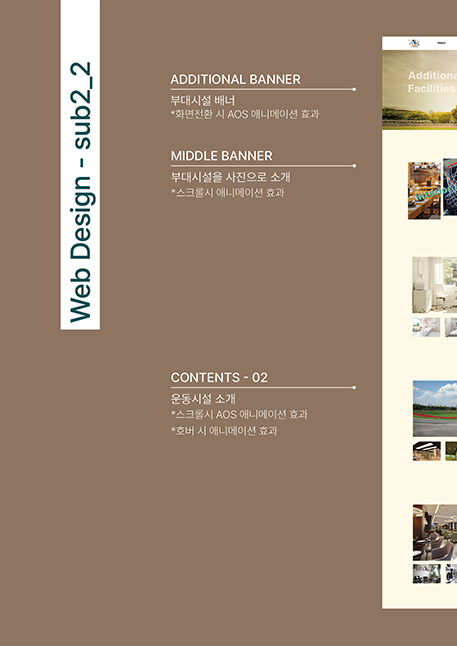 Web Design - sub2_2
ADDITIONAL BANNER
부대시설 배너
*화면전환 시 AOS 애니메이션 효과
MIDDLE BANNER
부대시설을 사진으로 소개
*스크롤시 애니메이션 효과
CONTENTS - 02
운동시설 소개
*스크롤시 AOS 애니메이션 효과
*호버 시 애니메이션 효과
About
Additiona
Facilities